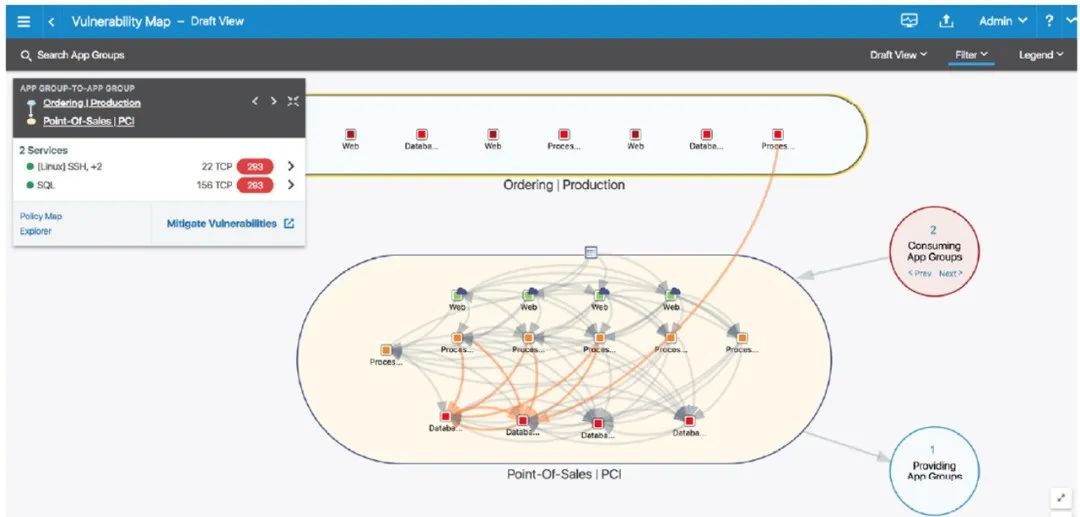 Vulnerability Map – Draft View
Admin
?
Search App Groups
Draft View
Filter
Legend
APP GROUP-TO-APP GROUP
Ordering | Production
Point-Of-Sales | PCI
2 Services
[Linux] SSH, +2 22 TCP 293
SQL 156 TCP 293
Policy Map
Explorer
Mitigate Vulnerabilities
Web Databa... Web Proces... Web Databa... Proces...
Ordering | Production
2
Consuming
App Groups
< Prev Next >
Web Web Web Web
Proces... Proces... Proces... Proces... Proces...
Proces...
Databa... Databa... Databa... Databa...
Point-Of-Sales | PCI
1
Providing
App Groups